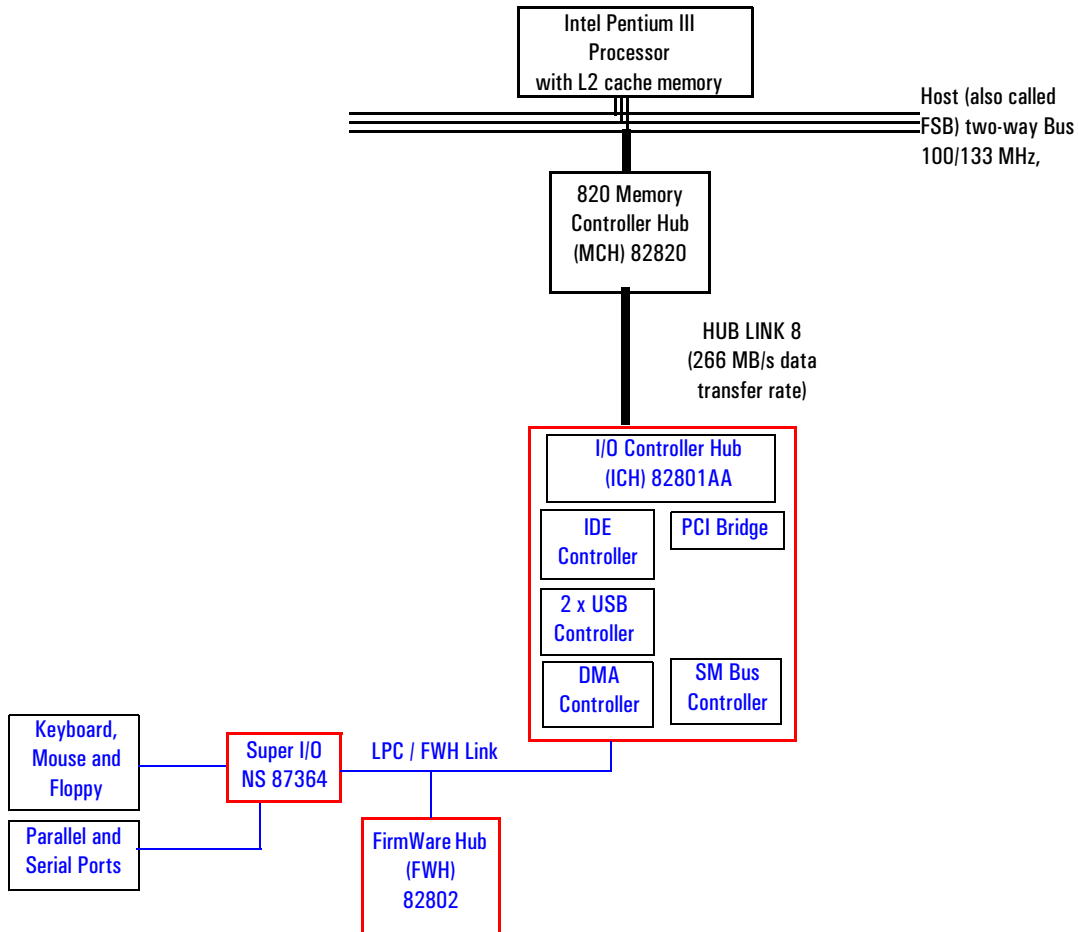 Intel Pentium III
Processor
with L2 cache memory
Host (also called
FSB) two-way Bus
100/133 MHz,
820 Memory
Controller Hub
(MCH) 82820
HUB LINK 8
(266 MB/s data
transfer rate)
I/O Controller Hub
(ICH) 82801AA
IDE
Controller
PCI Bridge
2 x USB
Controller
DMA
Controller
SM Bus
Controller
Keyboard,
Mouse and
Floppy
Super I/O
NS 87364
LPC / FWH Link
Parallel and
Serial Ports
FirmWare Hub
(FWH)
82802